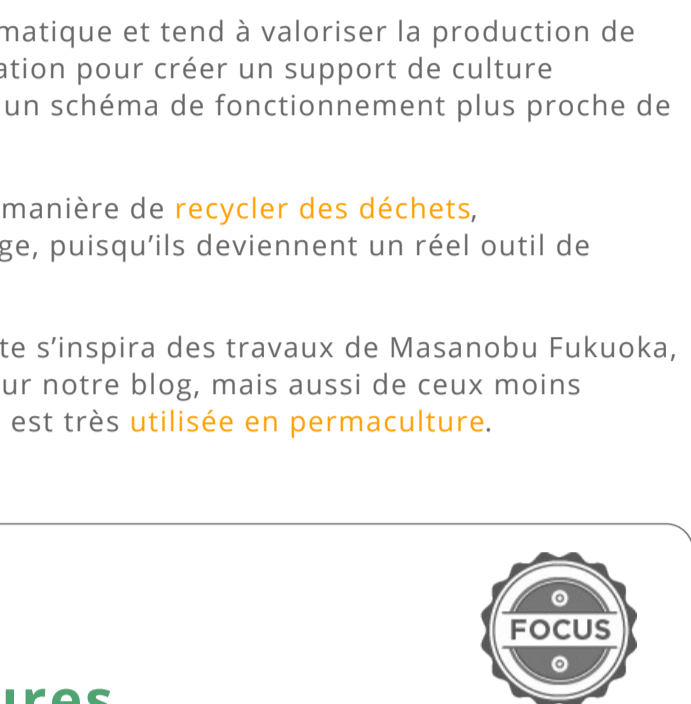 matique et tend à valoriser la production de
ation pour créer un support de culture
un schéma de fonctionnement plus proche de
manière de recycler des déchets,
ge, puisqu’ils deviennent un réel outil de
te s’inspira des travaux de Masanobu Fukuoka,
ur notre blog, mais aussi de ceux moins
est très utilisée en permaculture.
FOCUS
ures